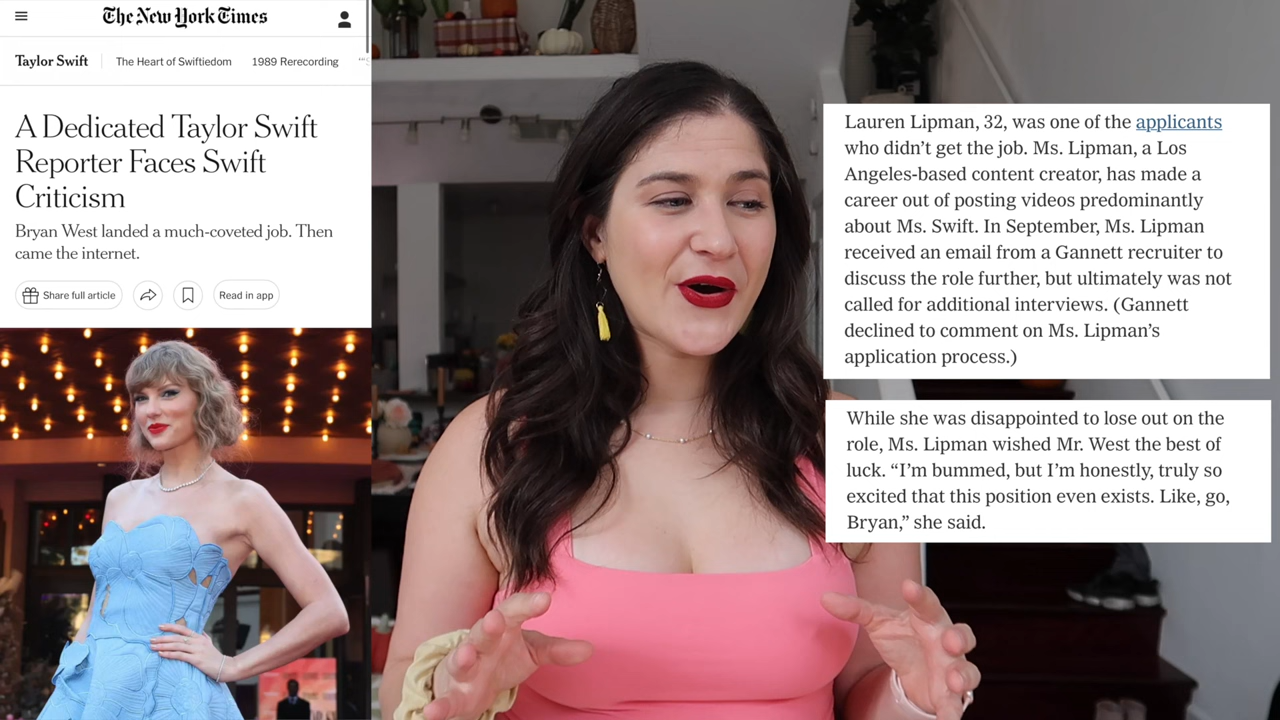 The New York Times
Taylor Swift
The Heart of Swiftiedom
1989 Rerecording
A Dedicated Taylor Swift
Reporter Faces Swift
Criticism
Bryan West landed a much-coveted job. Then
came the internet.
Share full article
Read in app
Lauren Lipman, 32, was one of the applicants
who didn’t get the job. Ms. Lipman, a Los
Angeles-based content creator, has made a
career out of posting videos predominantly
about Ms. Swift. In September, Ms. Lipman
received an email from a Gannett recruiter to
discuss the role further, but ultimately was not
called for additional interviews. (Gannett
declined to comment on Ms. Lipman’s
application process.)
While she was disappointed to lose out on the
role, Ms. Lipman wished Mr. West the best of
luck. “I’m bummed, but I’m honestly, truly so
excited that this position even exists. Like, go,
Bryan,” she said.